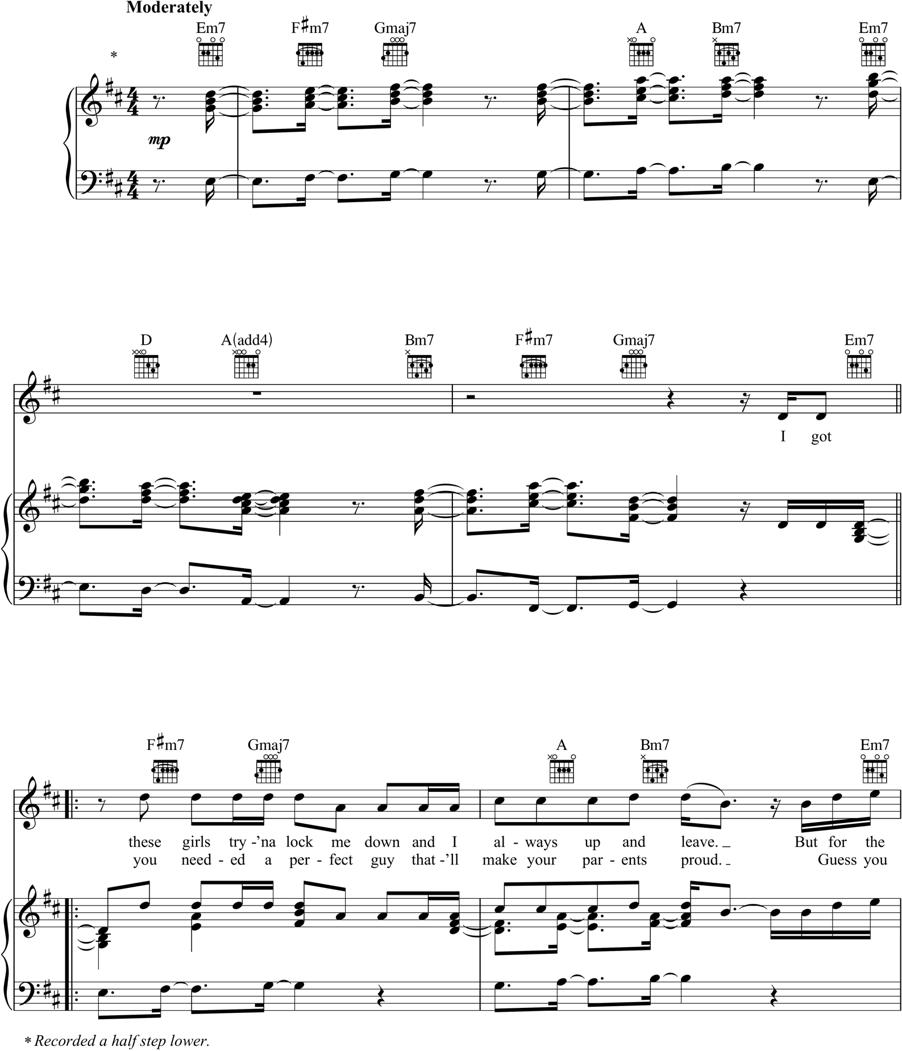 Moderately
Em7 F♯m7 Gmaj7 A Bm7 Em7
*
mp
D A(add4) Bm7 F♯m7 Gmaj7 Em7
I got
F♯m7 Gmaj7 A Bm7 Em7
these girls try-'na lock me down and I al-ways up and leave. _ But for the
you need-ed a per-fect guy that-'ll make your par-ents proud. _ Guess you
* Recorded a half step lower.